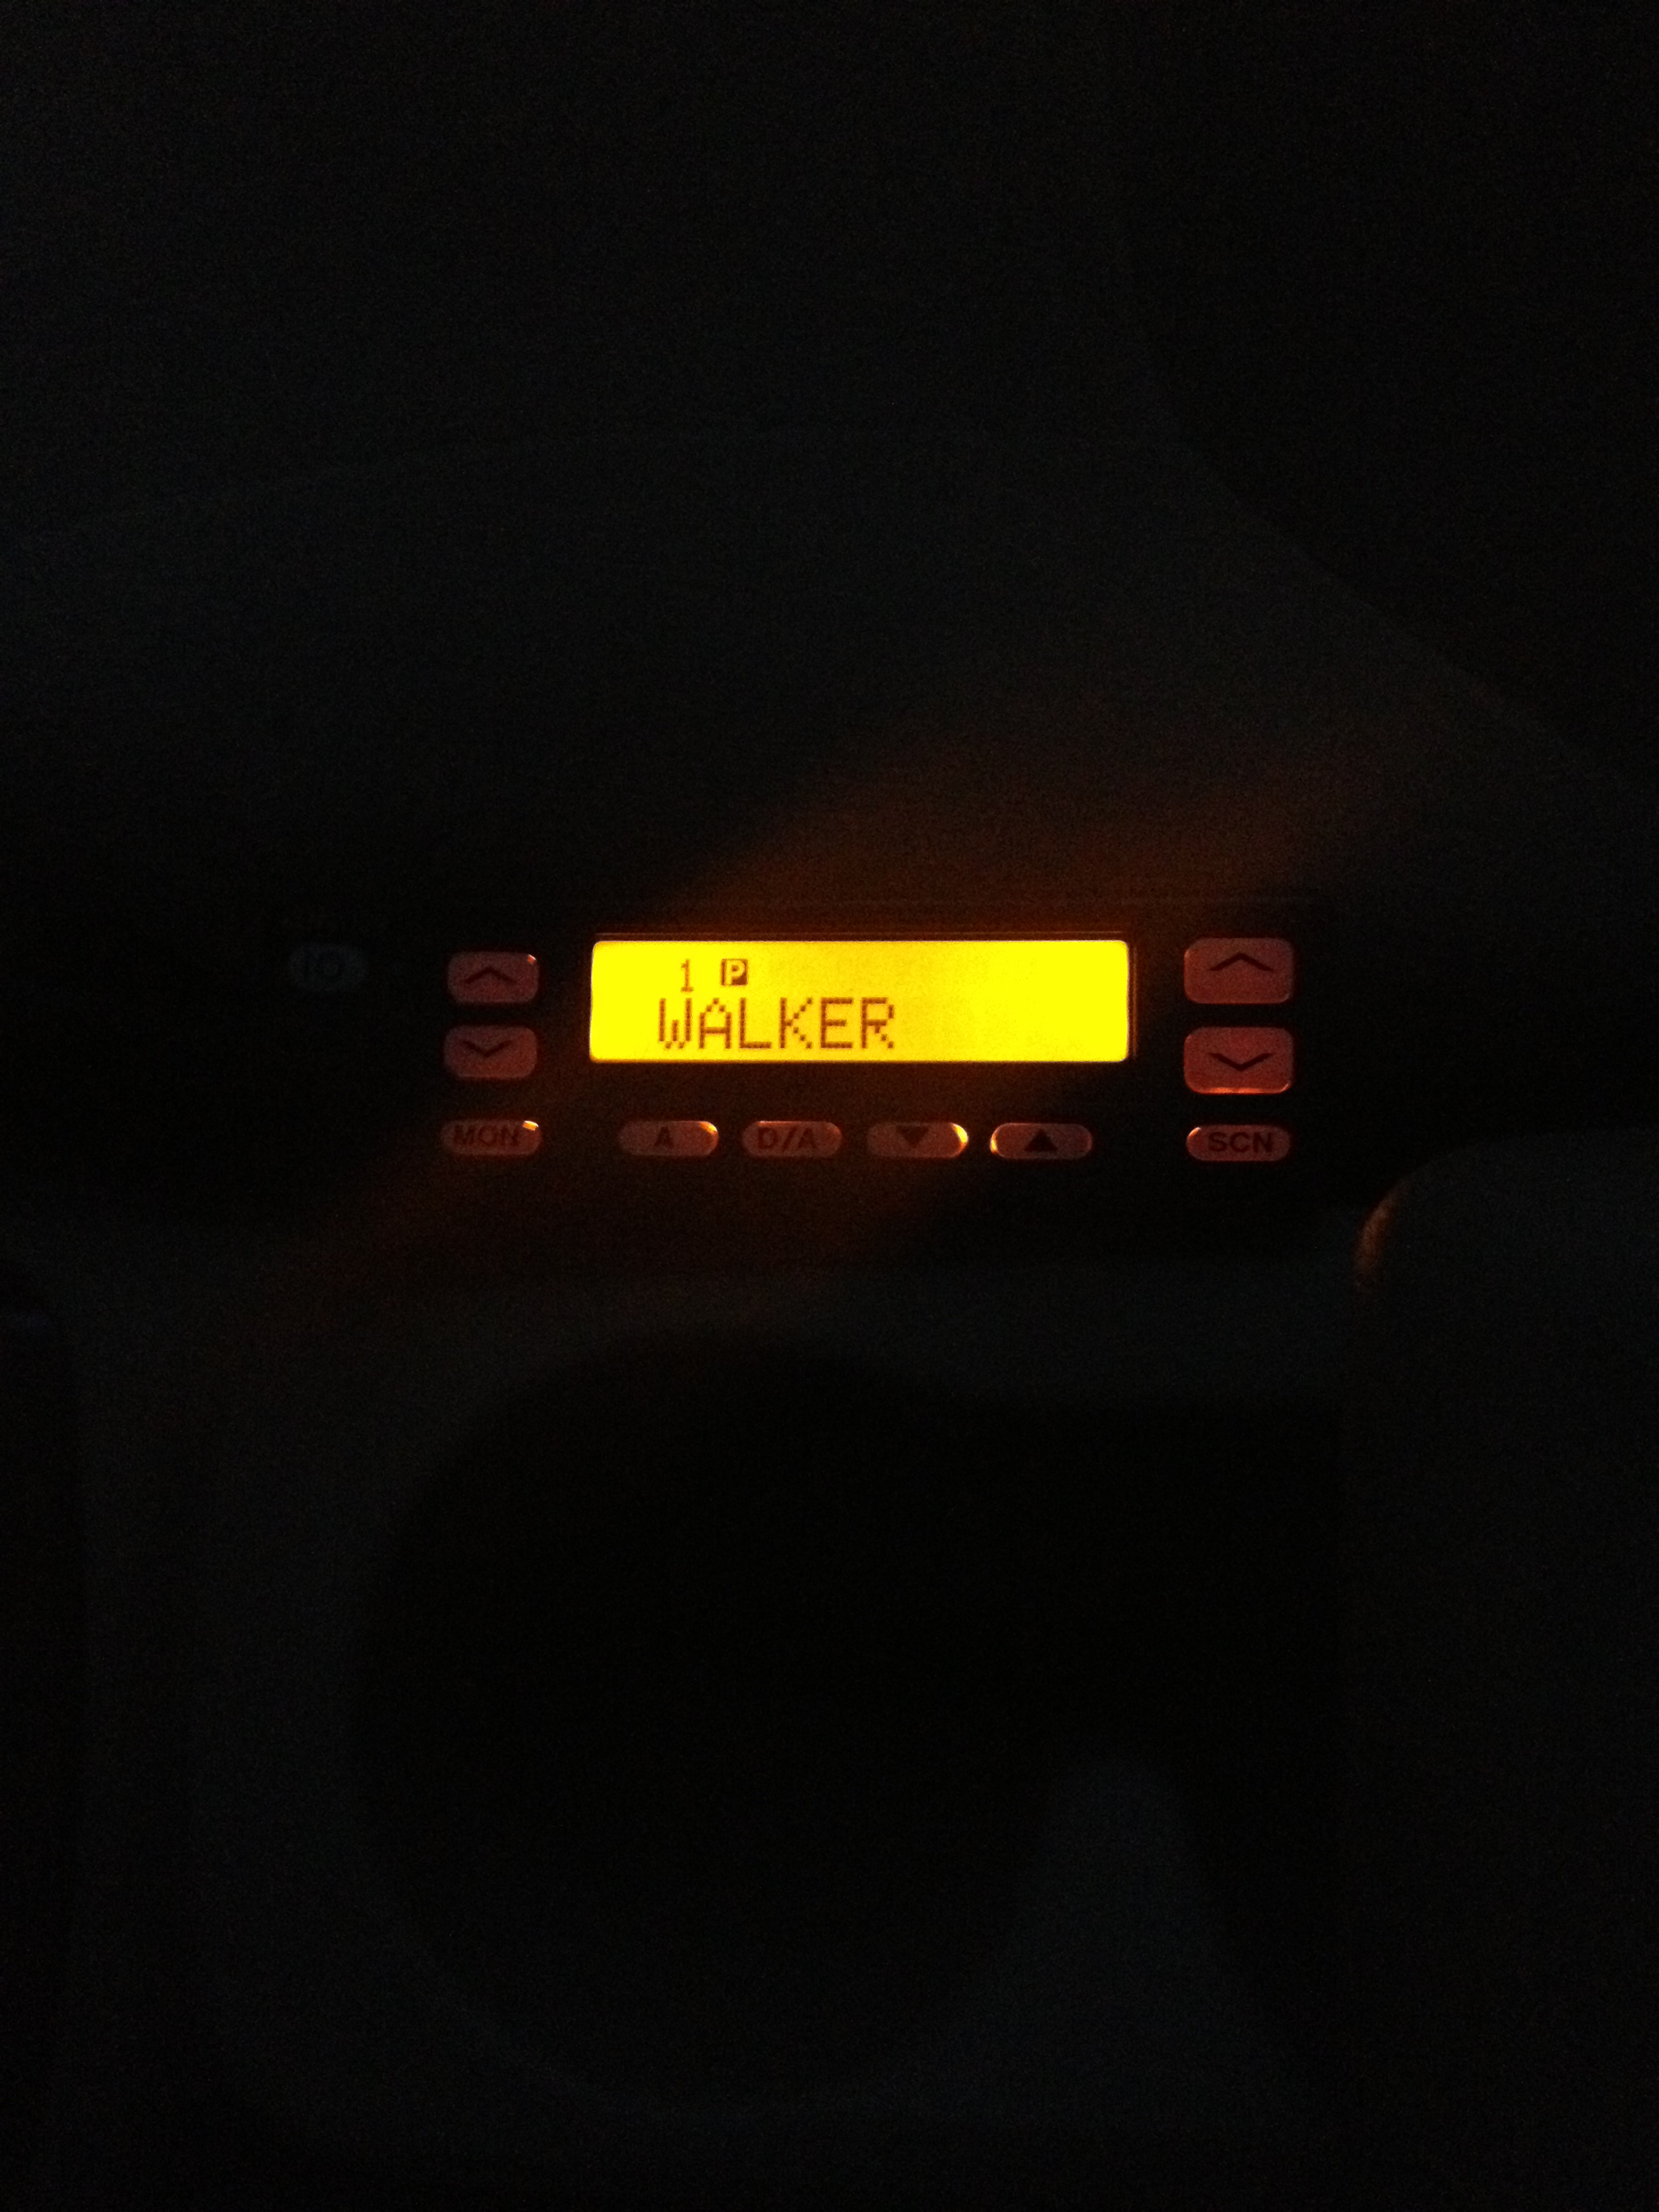 1 P
WALKER
MON A D/A SCN